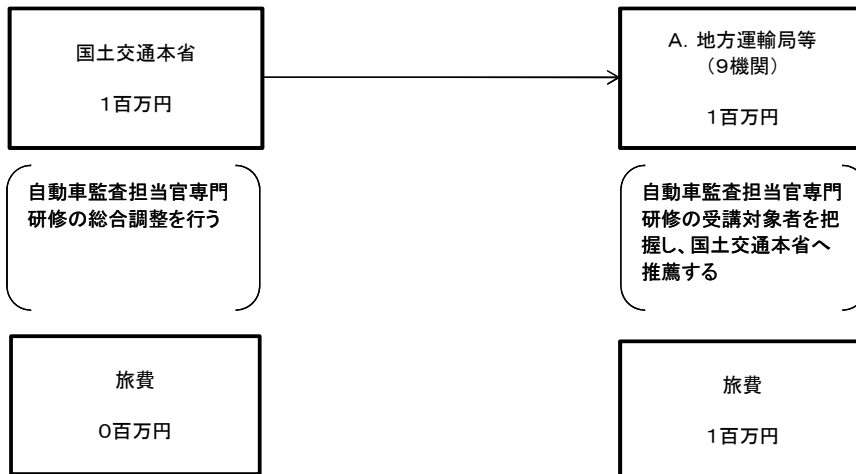 国土交通本省
1百万円
A．地方運輸局等
（9機関）
1百万円
自動車監査担当官専門
研修の総合調整を行う
自動車監査担当官専門
研修の受講対象者を把
握し、国土交通本省へ
推薦する
旅費
0百万円
旅費
1百万円